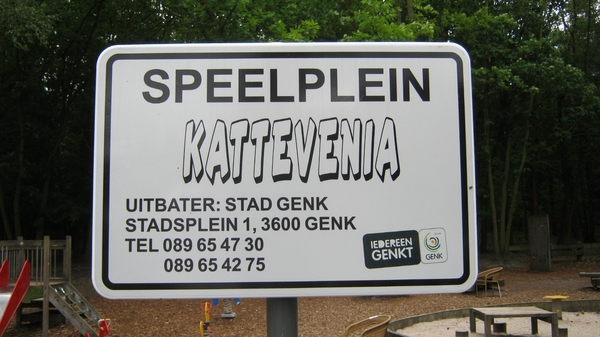 SPEELPLEIN
KATTEVENIA
UITBATER: STAD GENK
STADSPLEIN 1, 3600 GENK
TEL 089 65 47 30
089 65 42 75
IEDEREEN
GENKT
GENK